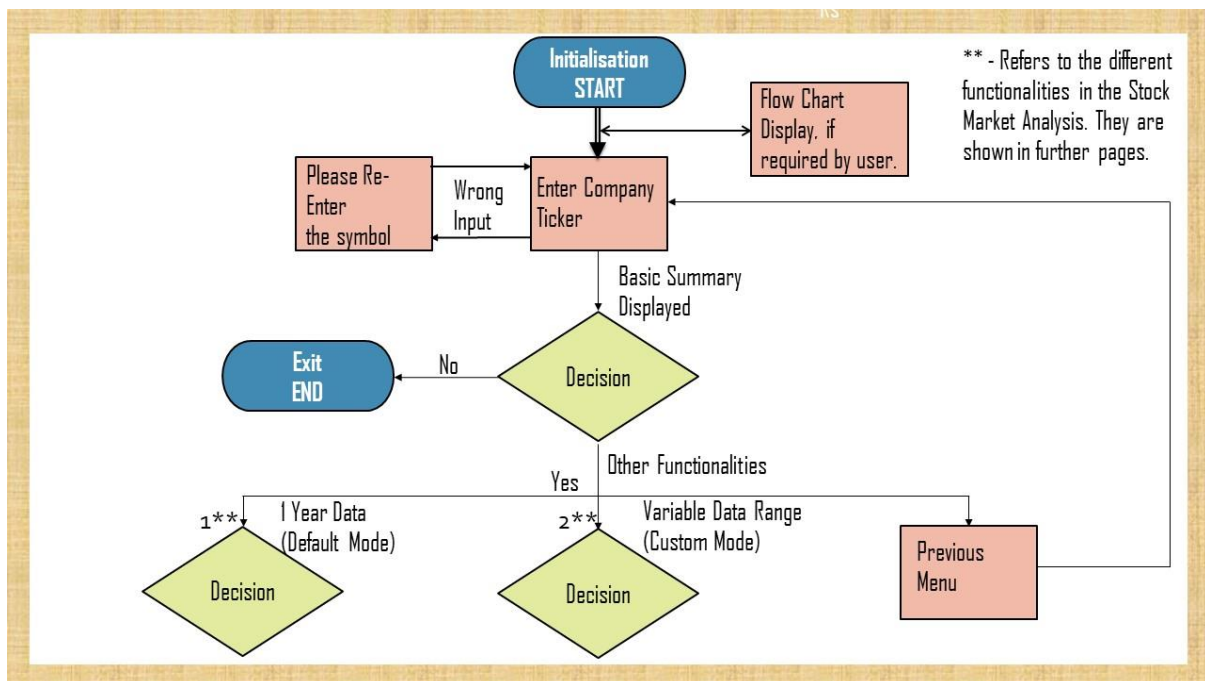 Initialisation
START
** - Refers to the different
functionalities in the Stock
Market Analysis. They are
shown in further pages.
Flow Chart
Display, if
required by user.
Please Re-
Enter
the symbol
Wrong
Input
Enter Company
Ticker
Basic Summary
Displayed
Exit
END
No
Decision
Other Functionalities
Yes
1**
1 Year Data
(Default Mode)
2**
Variable Data Range
(Custom Mode)
Decision
Decision
Previous
Menu